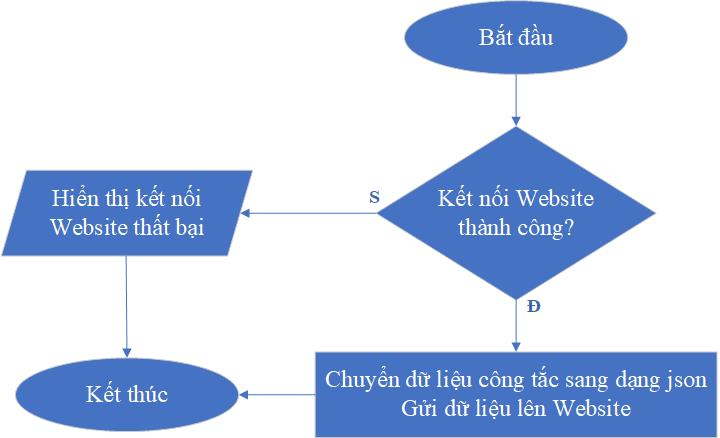 Bắt đầu
Kết nối Website
thành công?
S
Hiển thị kết nối
Website thất bại
Đ
Chuyển dữ liệu công tắc sang dạng json
Gửi dữ liệu lên Website
Kết thúc